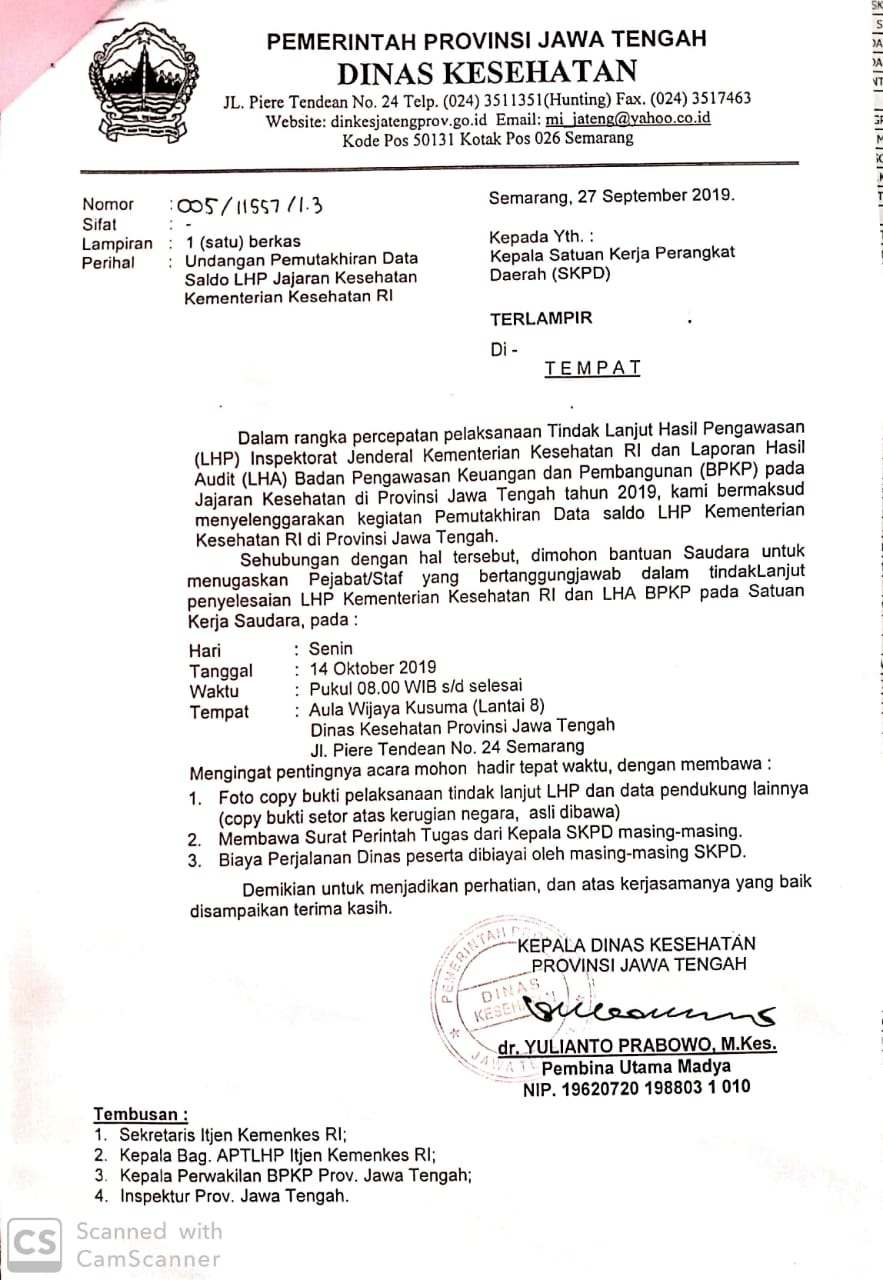 PEMERINTAH PROVINSI JAWA TENGAH
DINAS KESEHATAN
JL. Piere Tendean No. 24 Telp. (024) 3511351(Hunting) Fax. (024) 3517463
Website: dinkesjatengprov.go.id Email: mi_jateng@yahoo.co.id
Kode Pos 50131 Kotak Pos 026 Semarang
Semarang, 27 September 2019.
Nomor : 005/11557/1.3
Sifat : -
Lampiran : 1 (satu) berkas
Perihal : Undangan Pemutakhiran Data
Saldo LHP Jajaran Kesehatan
Kementerian Kesehatan RI
Kepada Yth. :
Kepala Satuan Kerja Perangkat
Daerah (SKPD)
TERLAMPIR
Di -
TEMPAT
Dalam rangka percepatan pelaksanaan Tindak Lanjut Hasil Pengawasan
(LHP) Inspektorat Jenderal Kementerian Kesehatan RI dan Laporan Hasil
Audit (LHA) Badan Pengawasan Keuangan dan Pembangunan (BPKP) pada
Jajaran Kesehatan di Provinsi Jawa Tengah tahun 2019, kami bermaksud
menyelenggarakan kegiatan Pemutakhiran Data saldo LHP Kementerian
Kesehatan RI di Provinsi Jawa Tengah.
Sehubungan dengan hal tersebut, dimohon bantuan Saudara untuk
menugaskan Pejabat/Staf yang bertanggungjawab dalam tindakLanjut
penyelesaian LHP Kementerian Kesehatan RI dan LHA BPKP pada Satuan
Kerja Saudara, pada :
Hari : Senin
Tanggal : 14 Oktober 2019
Waktu : Pukul 08.00 WIB s/d selesai
Tempat : Aula Wijaya Kusuma (Lantai 8)
Dinas Kesehatan Provinsi Jawa Tengah
Jl. Piere Tendean No. 24 Semarang
Mengingat pentingnya acara mohon hadir tepat waktu, dengan membawa :
1. Foto copy bukti pelaksanaan tindak lanjut LHP dan data pendukung lainnya
(copy bukti setor atas kerugian negara, asli dibawa)
2. Membawa Surat Perintah Tugas dari Kepala SKPD masing-masing.
3. Biaya Perjalanan Dinas peserta dibiayai oleh masing-masing SKPD.
Demikian untuk menjadikan perhatian, dan atas kerjasamanya yang baik
disampaikan terima kasih.
KEPALA DINAS KESEHATAN
PROVINSI JAWA TENGAH
PEMERINTAH
DINAS
KESEHATAN
JAWA
dr. YULIANTO PRABOWO, M.Kes.
Pembina Utama Madya
NIP. 19620720 198803 1 010
Tembusan :
1. Sekretaris Itjen Kemenkes RI;
2. Kepala Bag. APTLHP Itjen Kemenkes RI;
3. Kepala Perwakilan BPKP Prov. Jawa Tengah;
4. Inspektur Prov. Jawa Tengah.
CS Scanned with
CamScanner